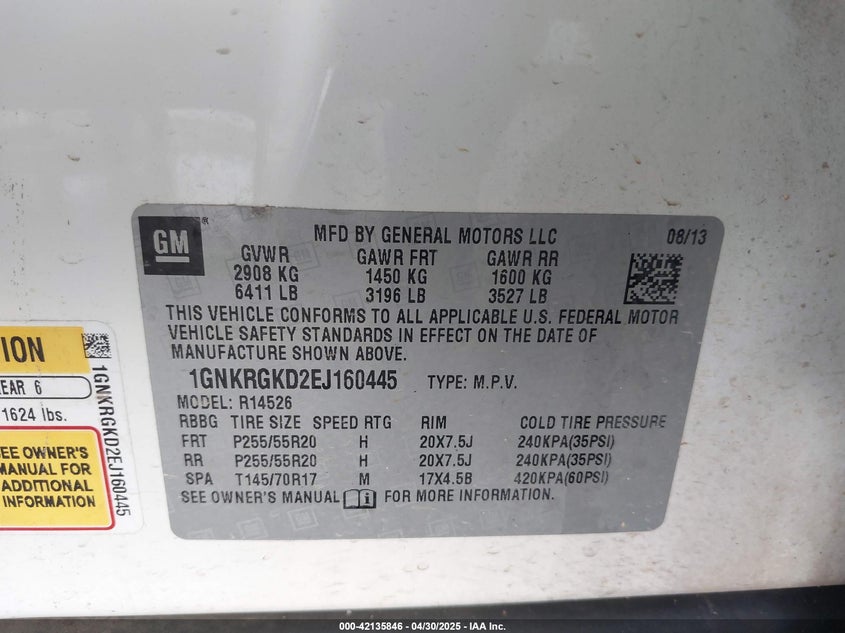 GM
MFD BY GENERAL MOTORS LLC 08/13
GVWR GAWR FRT GAWR RR
2908 KG 1450 KG 1600 KG
6411 LB 3196 LB 3527 LB
THIS VEHICLE CONFORMS TO ALL APPLICABLE U.S. FEDERAL MOTOR
VEHICLE SAFETY STANDARDS IN EFFECT ON THE DATE OF
MANUFACTURE SHOWN ABOVE.
1GNKRGKD2EJ160445 TYPE: M.P.V.
MODEL: R14526
RBBG TIRE SIZE SPEED RTG RIM COLD TIRE PRESSURE
FRT P255/55R20 H 20X7.5J 240KPA(35PSI)
RR P255/55R20 H 20X7.5J 240KPA(35PSI)
SPA T145/70R17 M 17X4.5B 420KPA(60PSI)
SEE OWNER'S MANUAL FOR MORE INFORMATION.
ION
EAR 6
1624 lbs.
SEE OWNER'S
MANUAL FOR
ADDITIONAL
INFORMATION
1GNKRGKD2EJ160445
000-42135846 - 04/30/2025 - IAA Inc.